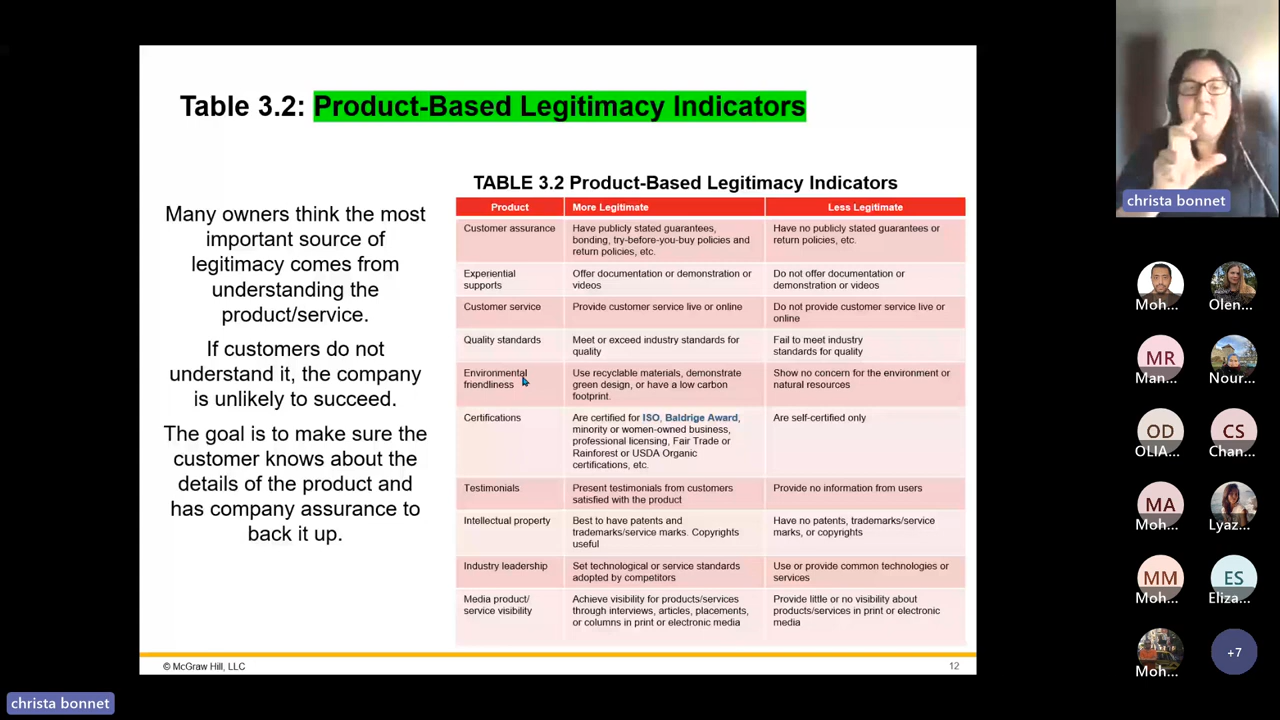 Table 3.2: Product-Based Legitimacy Indicators
Many owners think the most
important source of
legitimacy comes from
understanding the
product/service.
If customers do not
understand it, the company
is unlikely to succeed.
The goal is to make sure the
customer knows about the
details of the product and
has company assurance to
back it up.
TABLE 3.2 Product-Based Legitimacy Indicators
Product More Legitimate Less Legitimate
Customer assurance
Have publicly stated guarantees,
bonding, try-before-you-buy policies and
return policies, etc.
Have no publicly stated guarantees or
return policies, etc.
Experiential
supports
Offer documentation or demonstration or
videos
Do not offer documentation or
demonstration or videos
Customer service
Provide customer service live or online
Do not provide customer service live or
online
Quality standards
Meet or exceed industry standards for
quality
Fail to meet industry
standards for quality
Environmental
friendliness
Use recyclable materials, demonstrate
green design, or have a low carbon
footprint.
Show no concern for the environment or
natural resources
Certifications
Are certified for ISO, Baldrige Award,
minority or women-owned business,
professional licensing, Fair Trade or
Rainforest or USDA Organic
certifications, etc.
Are self-certified only
Testimonials
Present testimonials from customers
satisfied with the product
Provide no information from users
Intellectual property
Best to have patents and
trademarks/service marks. Copyrights
useful
Have no patents, trademarks/service
marks, or copyrights
Industry leadership
Set technological or service standards
adopted by competitors
Use or provide common technologies or
services
Media product/
service visibility
Achieve visibility for products/services
through interviews, articles, placements,
or columns in print or electronic media
Provide little or no visibility about
products/services in print or electronic
media
© McGraw Hill, LLC
12
christa bonnet
christa bonnet
Moh...
Olen...
MR
Man...
Nour...
OD
OLIA...
CS
Chan...
MA
Moh...
Lyaz...
MM
Moh...
ES
Eliza...
Moh...
+7